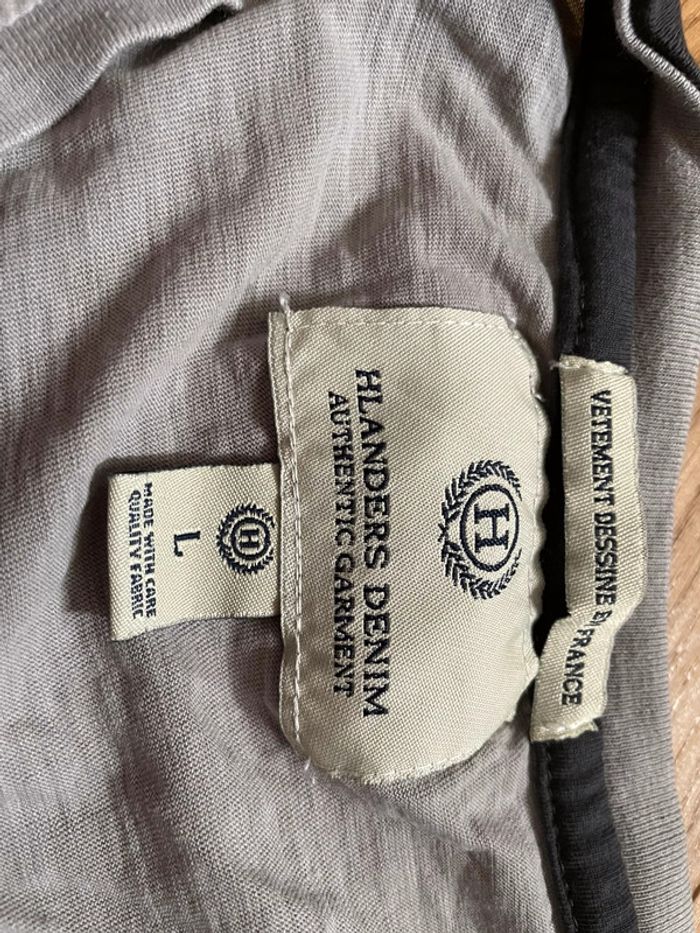 VETEMENT DESSINE EN FRANCE
H
HLANDERS DENIM
AUTHENTIC GARMENT
H
L
MADE WITH CARE
QUALITY FABRIC